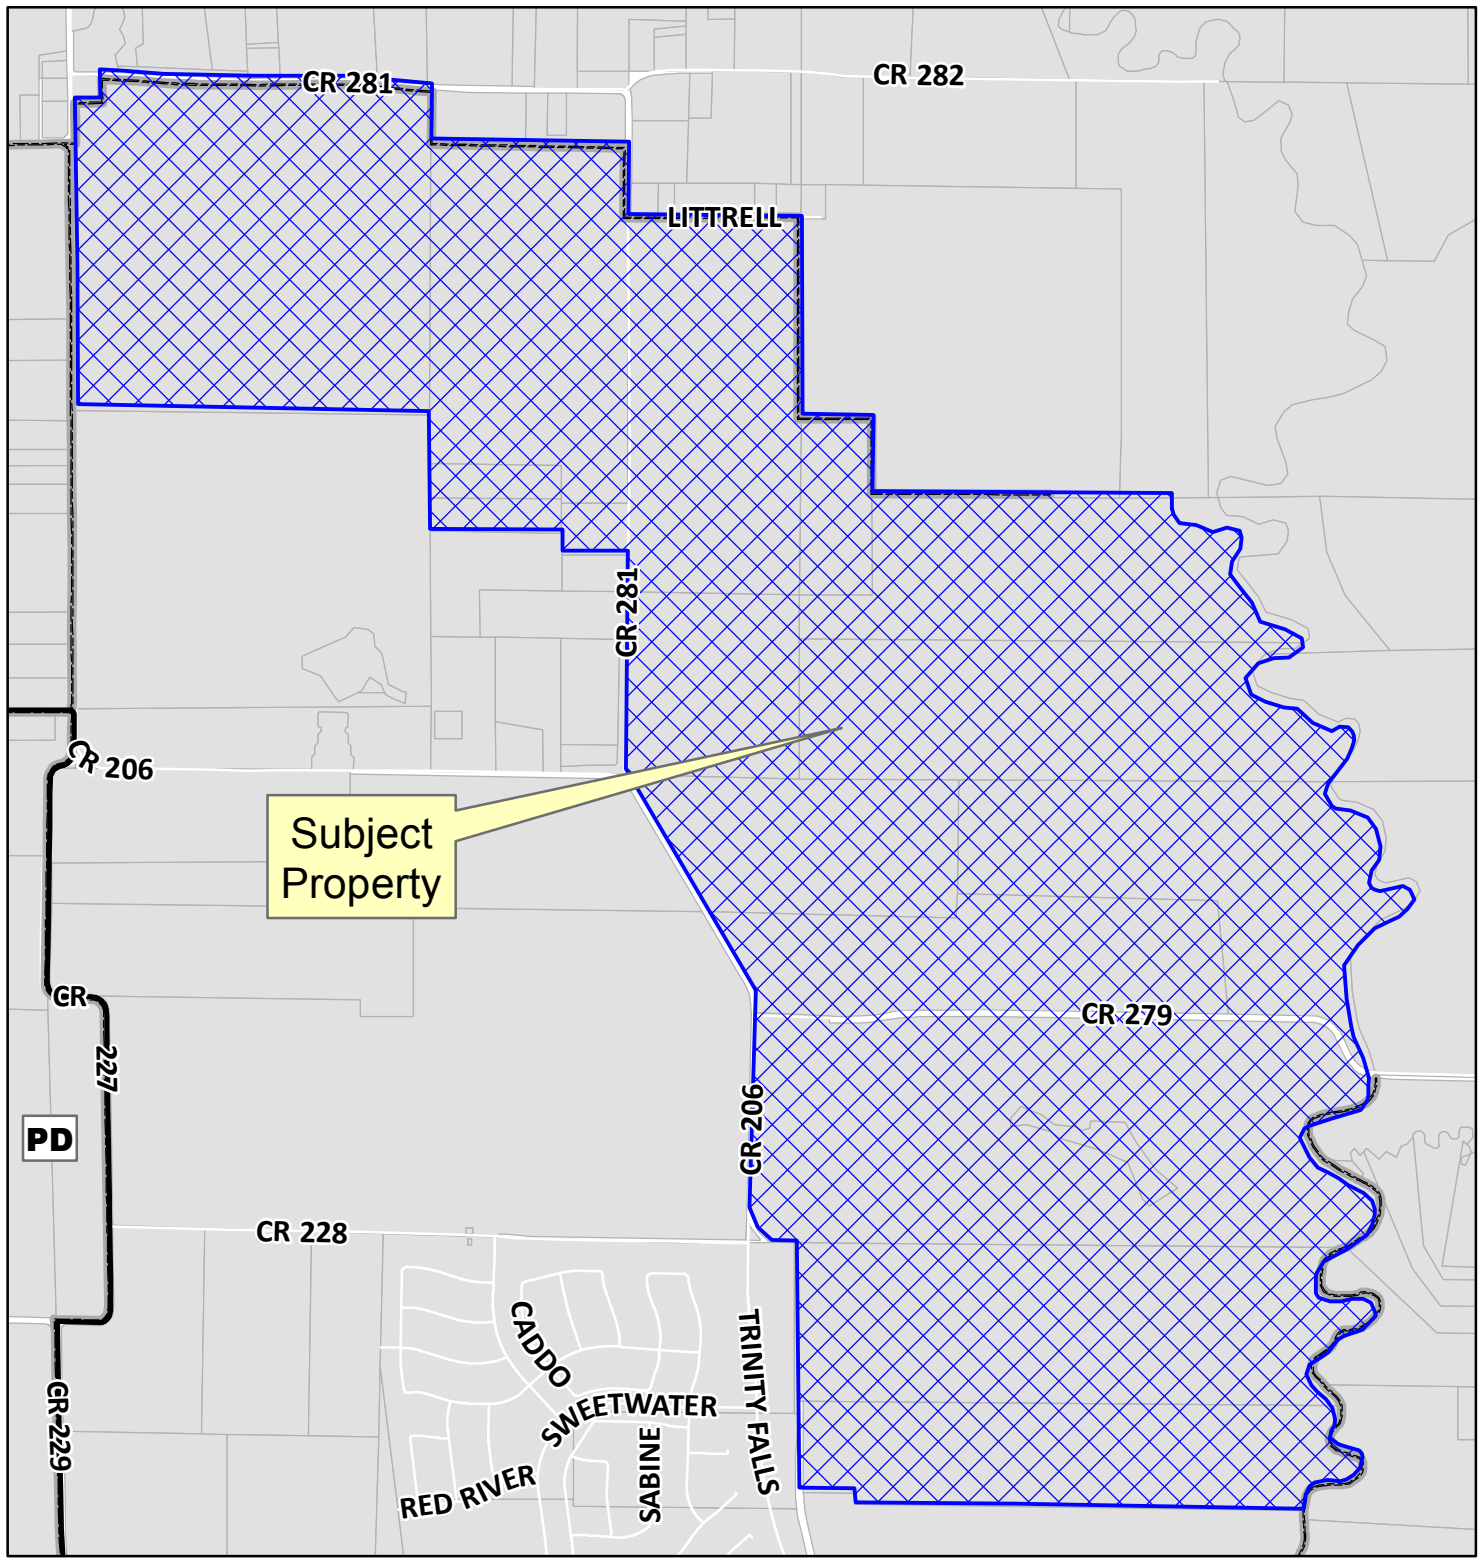 CR 282
CR 281
LITTRELL
CR 281
CR 206
Subject
Property
CR
227
CR 279
CR 206
PD
CR 228
CADDO
TRINITY FALLS
SWEETWATER
SABINE
RED RIVER
CR 229